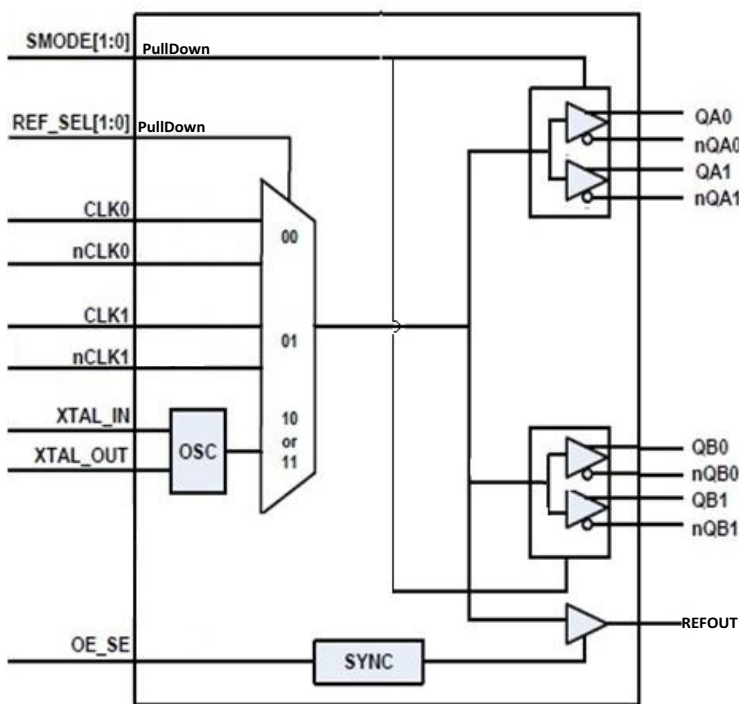 SMODE[1:0]
PullDown
REF_SEL[1:0]
PullDown
CLK0
nCLK0
CLK1
nCLK1
XTAL_IN
XTAL_OUT
OSC
00
01
10
or
11
QA0
nQA0
QA1
nQA1
QB0
nQB0
QB1
nQB1
REFOUT
OE_SE
SYNC